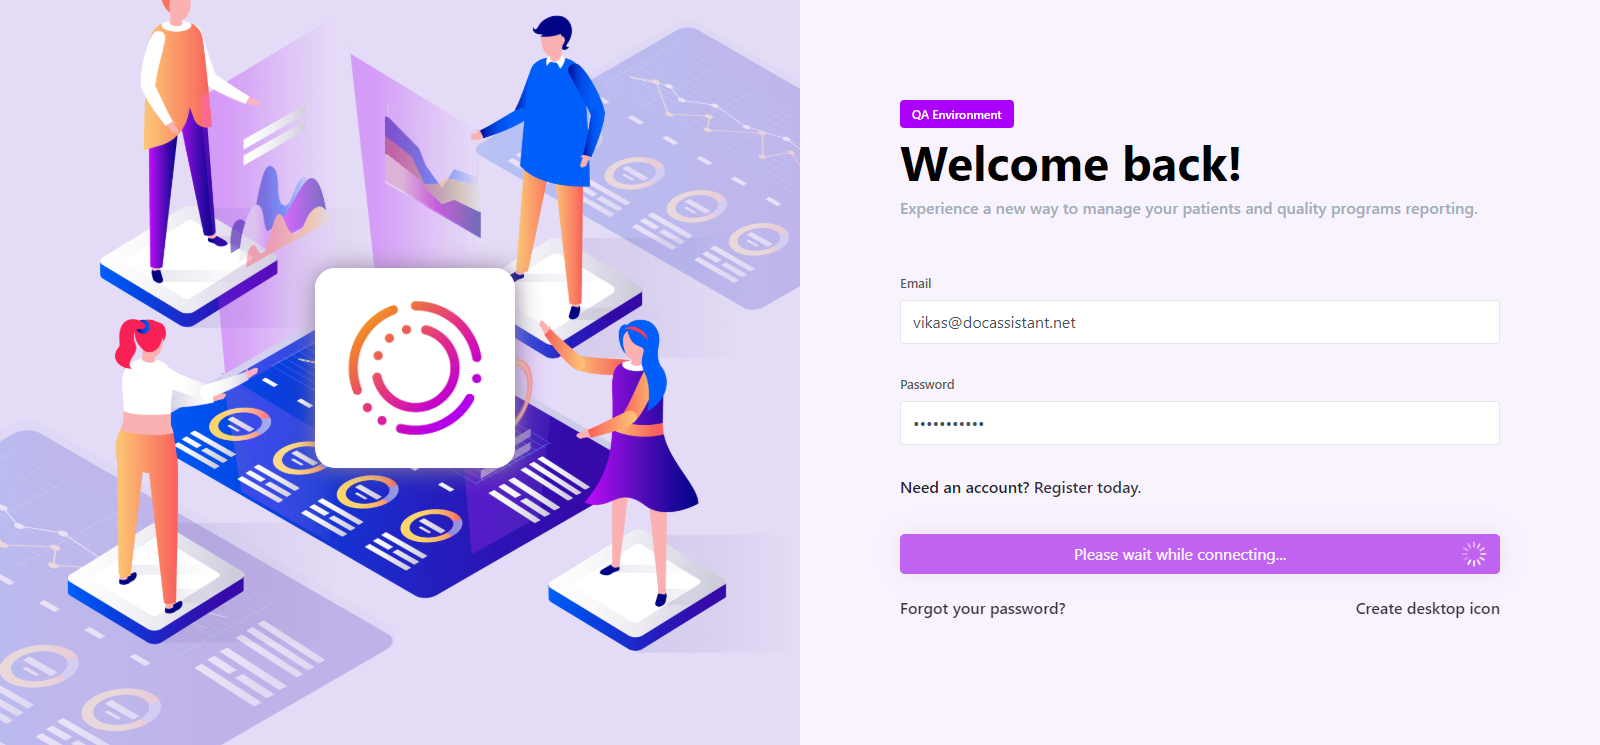 QA Environment
Welcome back!
Experience a new way to manage your patients and quality programs reporting.
Email
vikas@docassistant.net
Password
•••••••••••
Need an account? Register today.
Please wait while connecting...
Forgot your password?
Create desktop icon